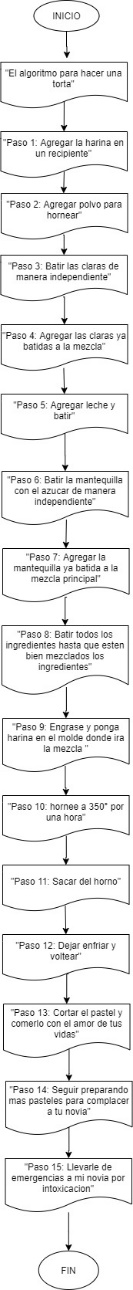 INICIO
"El algoritmo para hacer una
torta"
"Paso 1: Agregar la harina en
un recipiente"
"Paso 2: Agregar polvo para
hornear"
"Paso 3: Batir las claras de
manera independiente"
"Paso 4: Agregar las claras ya
batidas a la mezcla"
"Paso 5: Agregar leche y
batir"
"Paso 6: Batir la mantequilla
con el azucar de manera
independiente"
"Paso 7: Agregar la
mantequilla ya batida a la
mezcla principal"
"Paso 8: Batir todos los
ingredientes hasta que esten
bien mezclados los
ingredientes"
"Paso 9: Engrase y ponga
harina en el molde donde ira
la mezcla "
"Paso 10: hornee a 350° por
una hora"
"Paso 11: Sacar del horno"
"Paso 12: Dejar enfriar y
voltear"
"Paso 13: Cortar el pastel y
comerlo con el amor de tus
vidas"
"Paso 14: Seguir preparando
mas pasteles para complacer
a tu novia"
"Paso 15: Llevarle de
emergencias a mi novia por
intoxicacion"
FIN